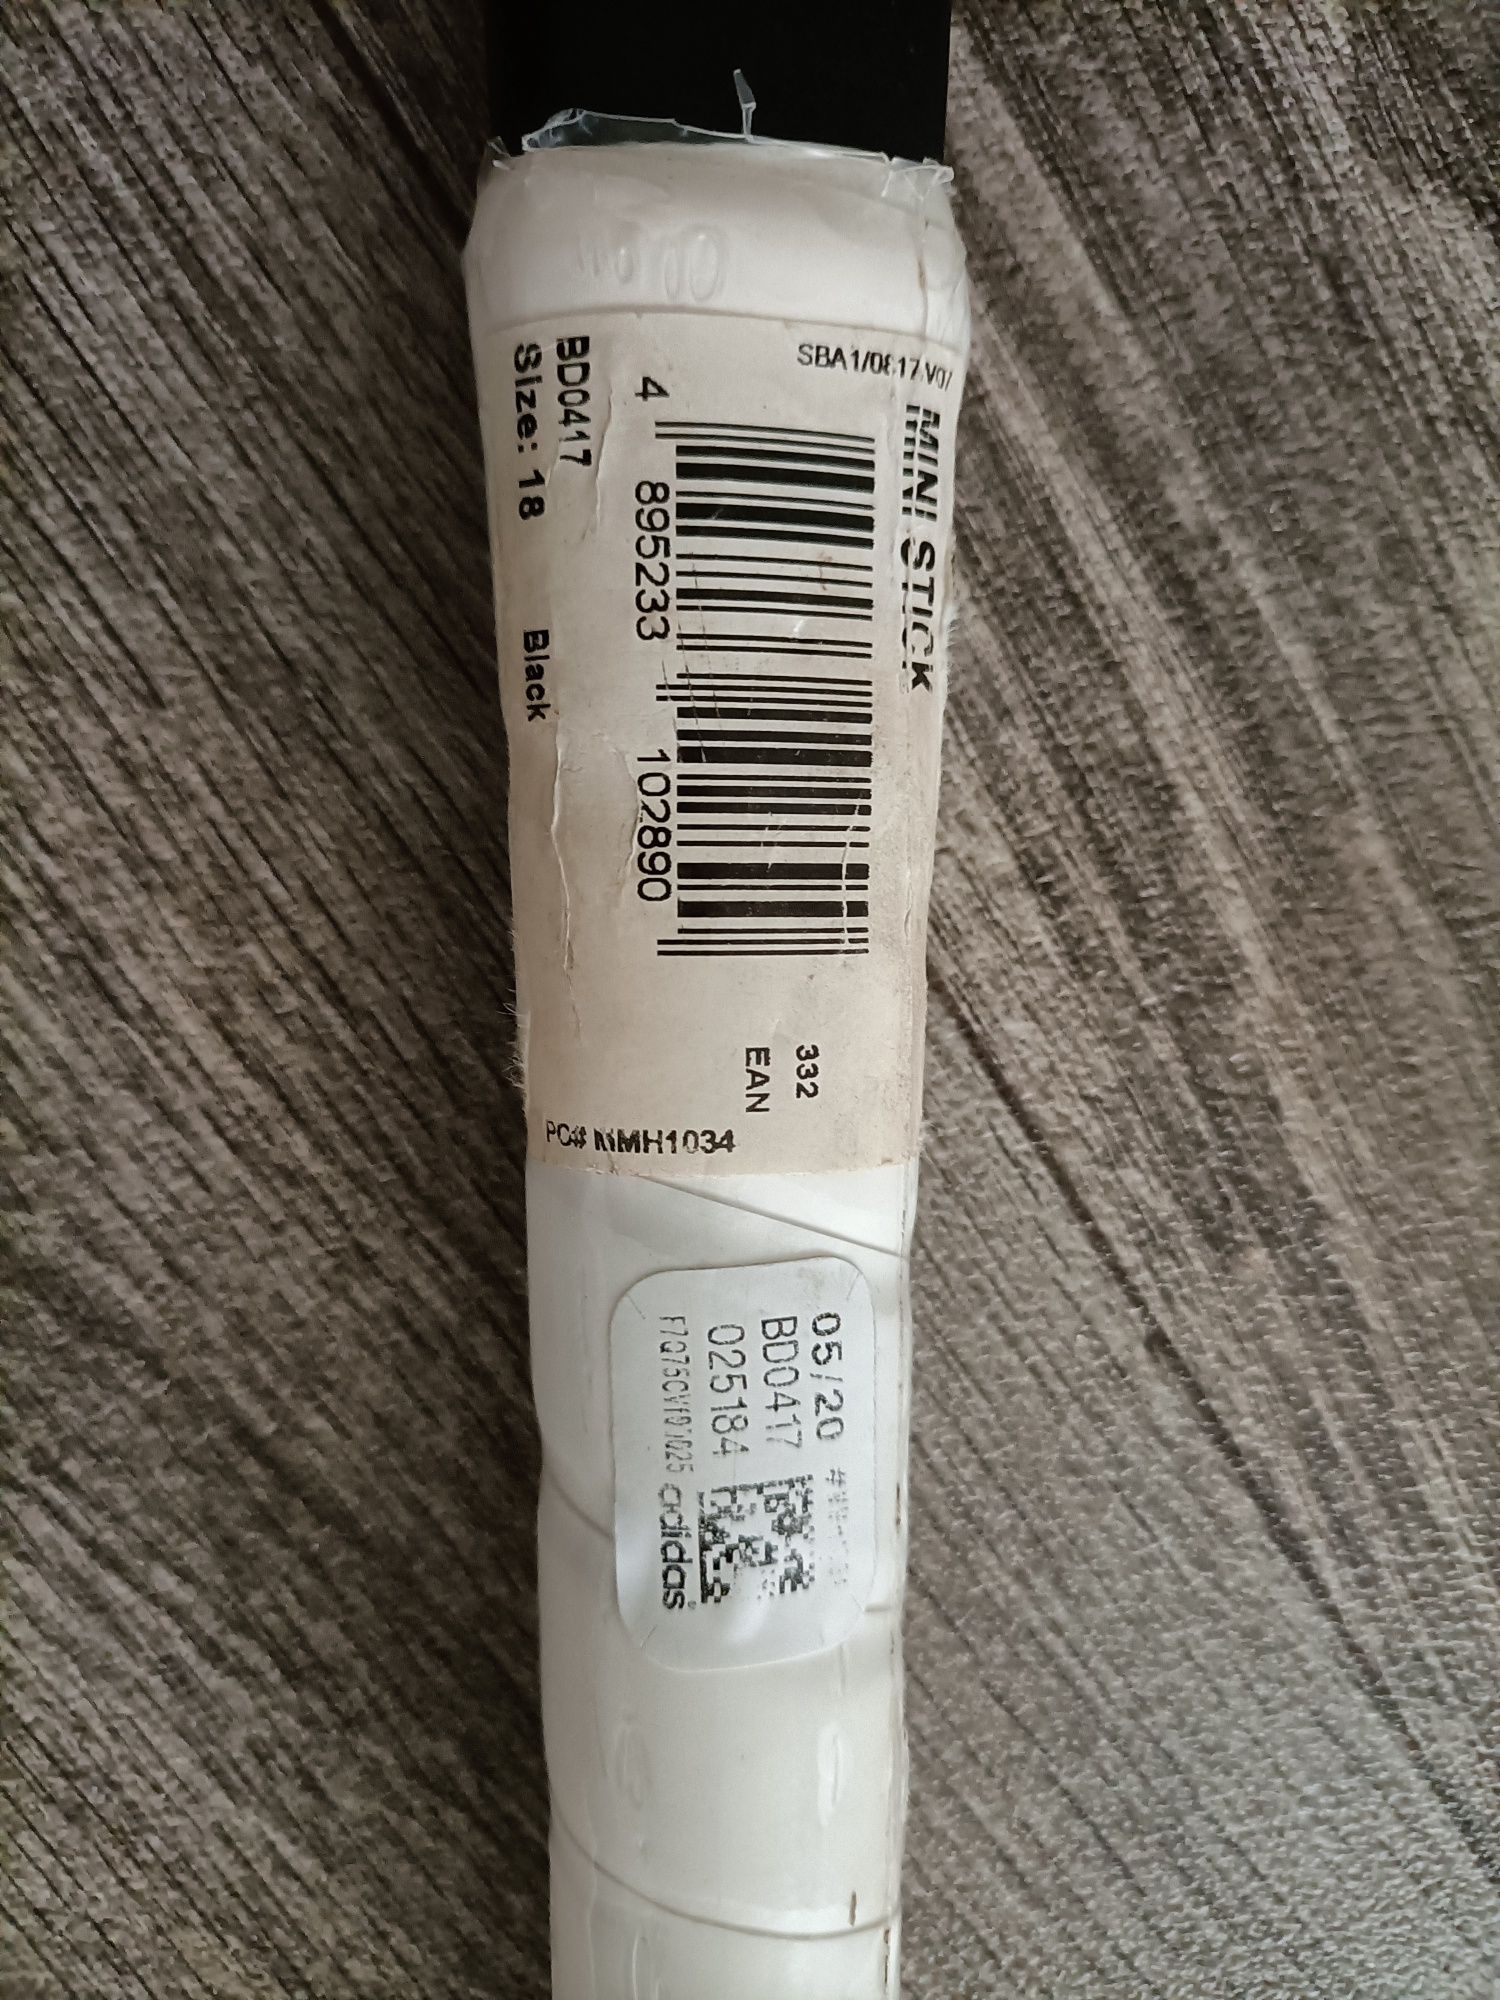 SBA1/0817.V07
MINI STICK
4 895233 102890
BD0417
Size: 18 Black
332
EAN
PO# MMH1034
05/20
BD0417
025184
adidas